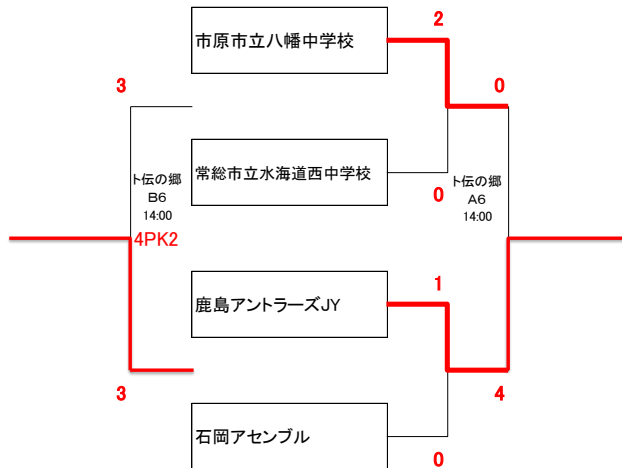 2
市原市立八幡中学校
3
0
常総市立水海道西中学校
ト伝の郷
B6
14:00
ト伝の郷
A6
14:00
0
4PK2
1
鹿島アントラーズJY
3
4
石岡アセンブル
0